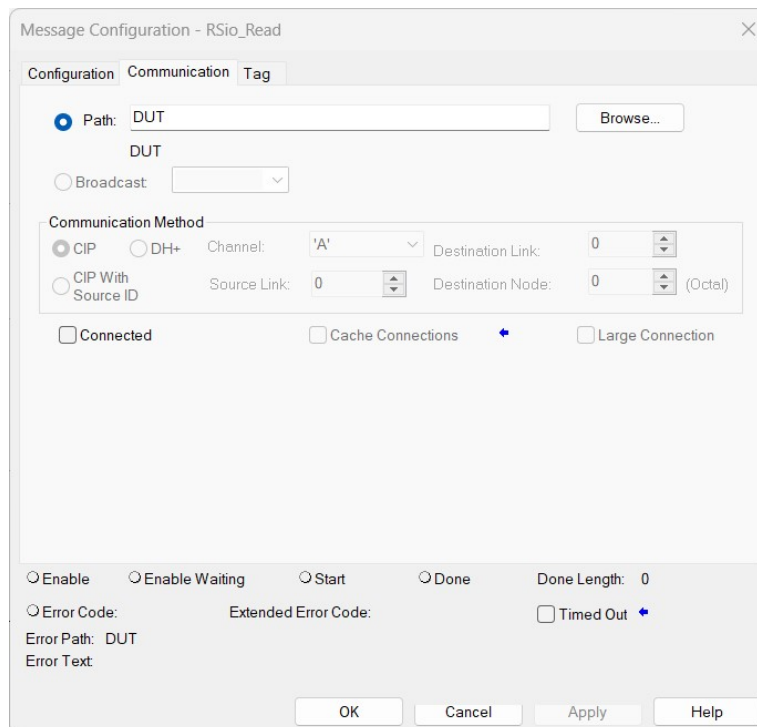 Message Configuration - RSio_Read
Configuration Communication Tag
Path: DUT Browse...
DUT
Broadcast:
Communication Method
CIP DH+ Channel: 'A' Destination Link: 0
CIP With
Source ID Source Link: 0 Destination Node: 0 (Octal)
Connected Cache Connections Large Connection
Enable Enable Waiting Start Done Done Length: 0
Error Code: Extended Error Code: Timed Out
Error Path: DUT
Error Text:
OK Cancel Apply Help